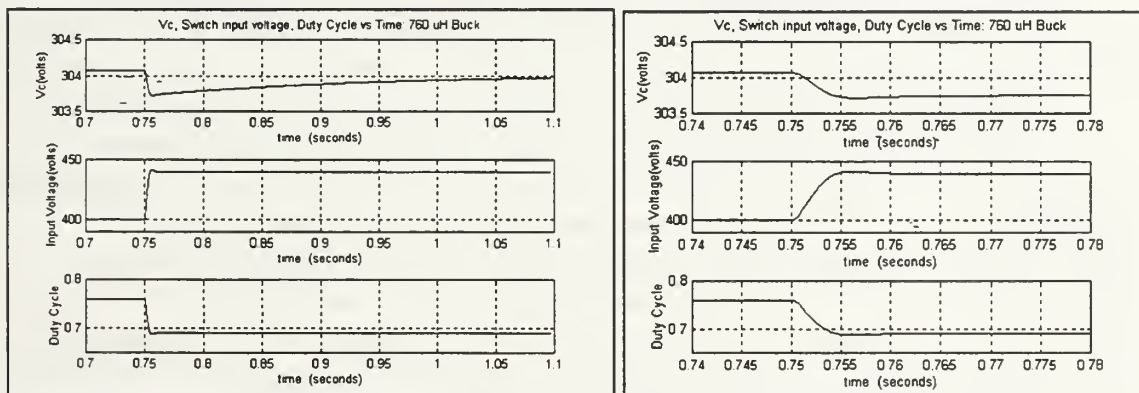 Vc, Switch input voltage, Duty Cycle vs Time: 760 uH Buck
304.5
304
303.5
Vc(volts)
0.7 0.75 0.8 0.85 0.9 0.95 1 1.05 1.1
time (seconds)
450
400
Input Voltage(volts)
0.7 0.75 0.8 0.85 0.9 0.95 1 1.05 1.1
time (seconds)
0.8
0.7
Duty Cycle
0.7 0.75 0.8 0.85 0.9 0.95 1 1.05 1.1
time (seconds)
Vc, Switch input voltage, Duty Cycle vs Time: 760 uH Buck
304.5
304
303.5
Vc(volts)
0.74 0.745 0.75 0.755 0.76 0.765 0.77 0.775 0.78
time (seconds)
450
400
Input Voltage(volts)
0.74 0.745 0.75 0.755 0.76 0.765 0.77 0.775 0.78
time (seconds)
0.8
0.7
Duty Cycle
0.74 0.745 0.75 0.755 0.76 0.765 0.77 0.775 0.78
time (seconds)